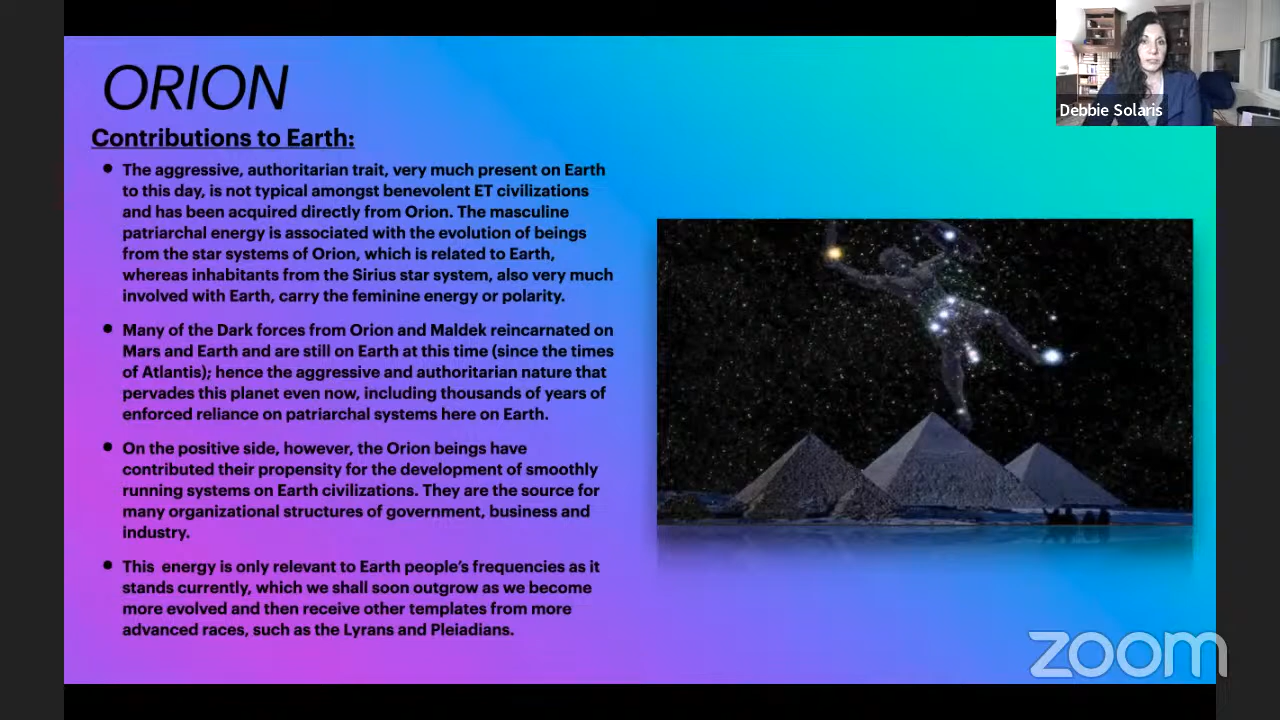 ORION
Contributions to Earth:
● The aggressive, authoritarian trait, very much present on Earth
to this day, is not typical amongst benevolent ET civilizations
and has been acquired directly from Orion. The masculine
patriarchal energy is associated with the evolution of beings
from the star systems of Orion, which is related to Earth,
whereas inhabitants from the Sirius star system, also very much
involved with Earth, carry the feminine energy or polarity.
● Many of the Dark forces from Orion and Maldek reincarnated on
Mars and Earth and are still on Earth at this time (since the times
of Atlantis); hence the aggressive and authoritarian nature that
pervades this planet even now, including thousands of years of
enforced reliance on patriarchal systems here on Earth.
● On the positive side, however, the Orion beings have
contributed their propensity for the development of smoothly
running systems on Earth civilizations. They are the source for
many organizational structures of government, business and
industry.
● This energy is only relevant to Earth people's frequencies as it
stands currently, which we shall soon outgrow as we become
more evolved and then receive other templates from more
advanced races, such as the Lyrans and Pleiadians.
Debbie Solaris
zoom